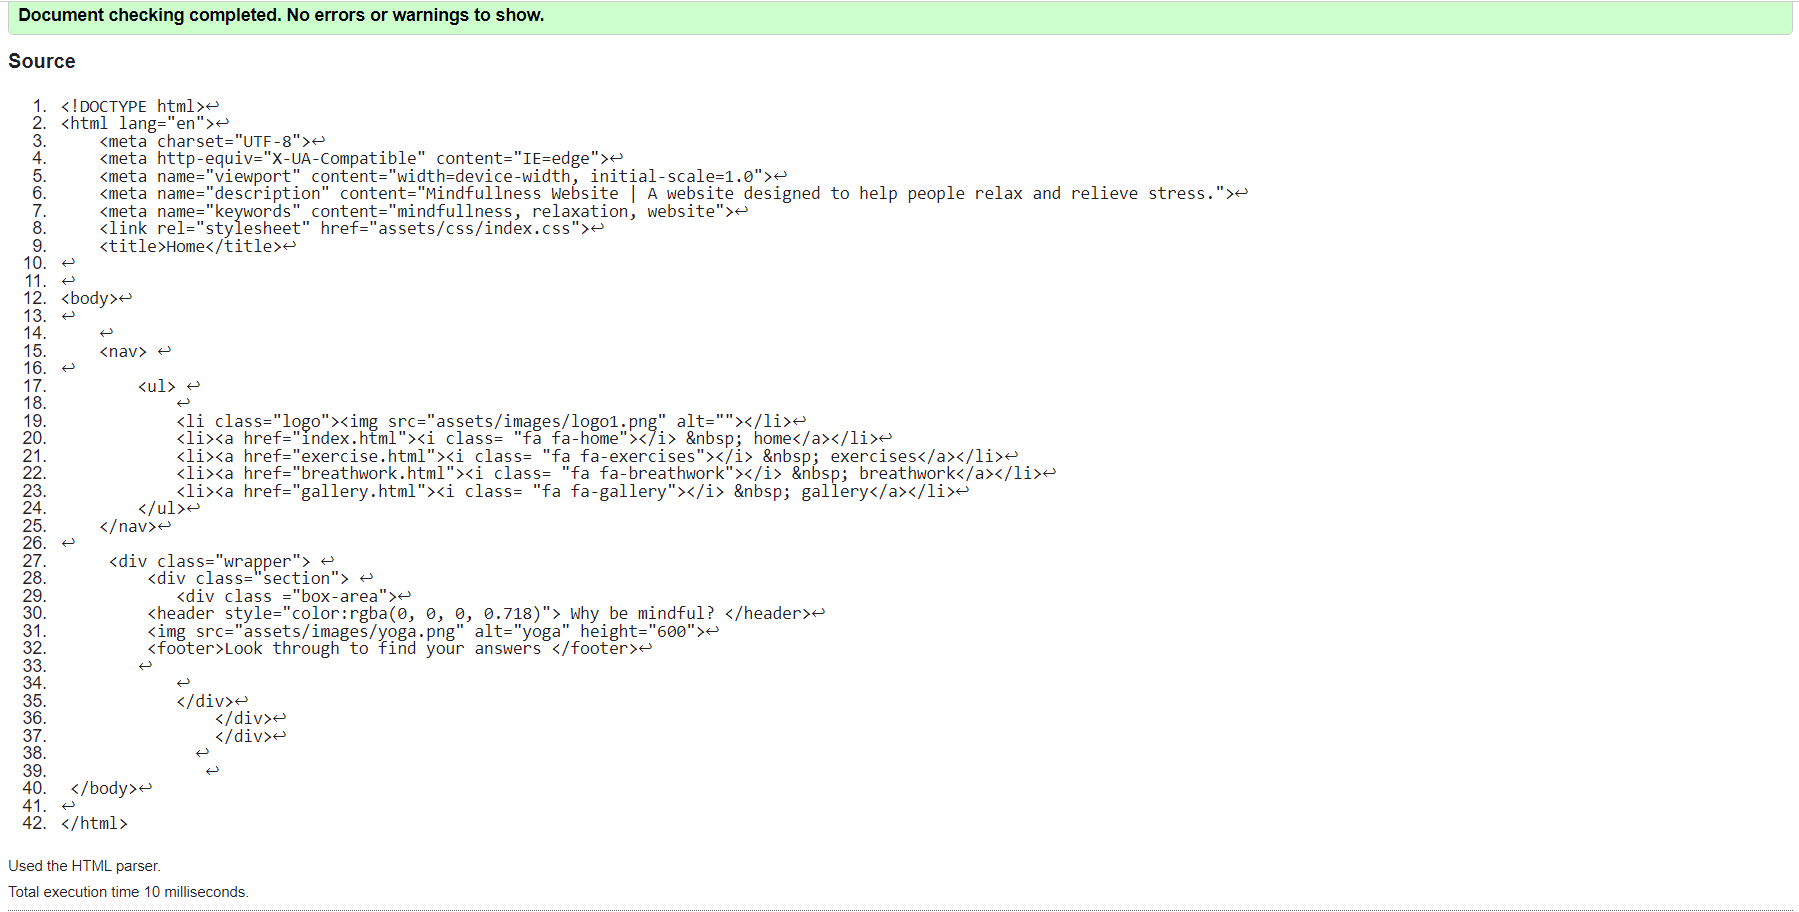 Document checking completed. No errors or warnings to show.
Source
1. <!DOCTYPE html>↩
2. <html lang="en">↩
3.     <meta charset="UTF-8">↩
4.     <meta http-equiv="X-UA-Compatible" content="IE=edge">↩
5.     <meta name="viewport" content="width=device-width, initial-scale=1.0">↩
6.     <meta name="description" content="Mindfullness Website | A website designed to help people relax and relieve stress.">↩
7.     <meta name="keywords" content="mindfullness, relaxation, website">↩
8.     <link rel="stylesheet" href="assets/css/index.css">↩
9.     <title>Home</title>↩
10. ↩
11. ↩
12. <body>↩
13. ↩
14.     ↩
15.     <nav> ↩
16. ↩
17.         <ul> ↩
18.             ↩
19.             <li class="logo"><img src="assets/images/logo1.png" alt=""></li>↩
20.             <li><a href="index.html"><i class= "fa fa-home"></i> &nbsp; home</a></li>↩
21.             <li><a href="exercise.html"><i class= "fa fa-exercises"></i> &nbsp; exercises</a></li>↩
22.             <li><a href="breathwork.html"><i class= "fa fa-breathwork"></i> &nbsp; breathwork</a></li>↩
23.             <li><a href="gallery.html"><i class= "fa fa-gallery"></i> &nbsp; gallery</a></li>↩
24.         </ul>↩
25.     </nav>↩
26. ↩
27.      <div class="wrapper"> ↩
28.          <div class="section"> ↩
29.             <div class ="box-area">↩
30.          <header style="color:rgba(0, 0, 0, 0.718)"> Why be mindful? </header>↩
31.          <img src="assets/images/yoga.png" alt="yoga" height="600">↩
32.          <footer>Look through to find your answers </footer>↩
33.         ↩
34.             ↩
35.             </div>↩
36.                 </div>↩
37.                 </div>↩
38.               ↩
39.                ↩
40.  </body>↩
41. ↩
42. </html>
Used the HTML parser.
Total execution time 10 milliseconds.